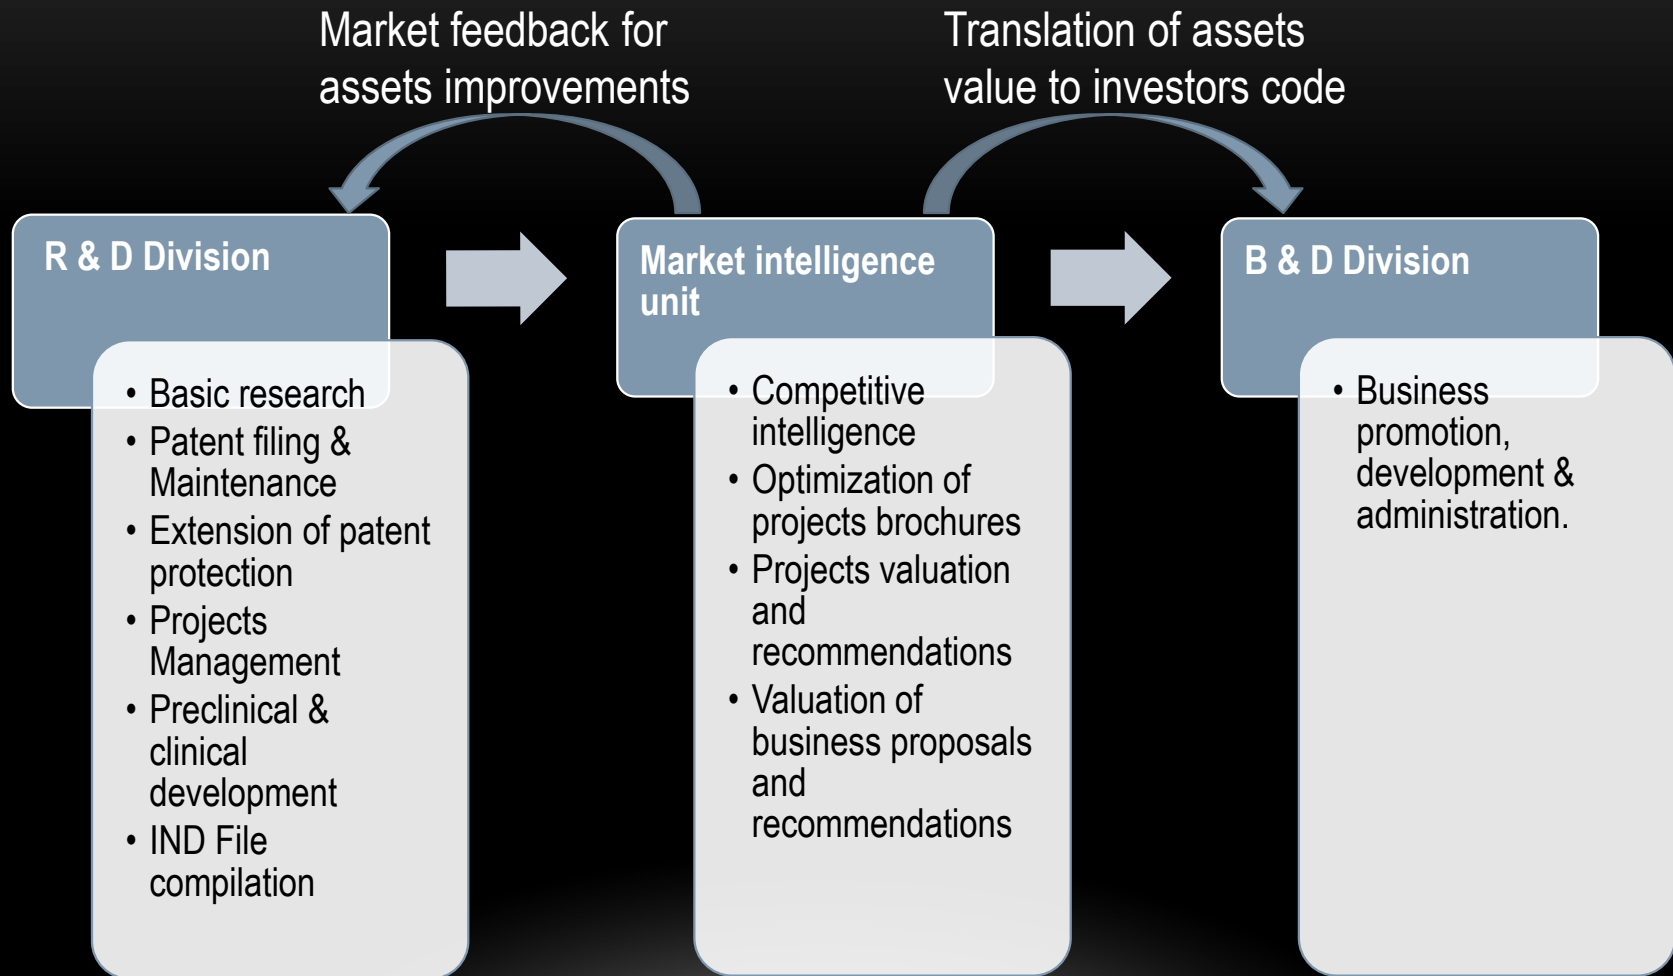 Market feedback for
assets improvements
Translation of assets
value to investors code
R & D Division
• Basic research
• Patent filing &
Maintenance
• Extension of patent
protection
• Projects
Management
• Preclinical &
clinical
development
• IND File
compilation
Market intelligence
unit
• Competitive
intelligence
• Optimization of
projects brochures
• Projects valuation
and
recommendations
• Valuation of
business proposals
and
recommendations
B & D Division
• Business
promotion,
development &
administration.